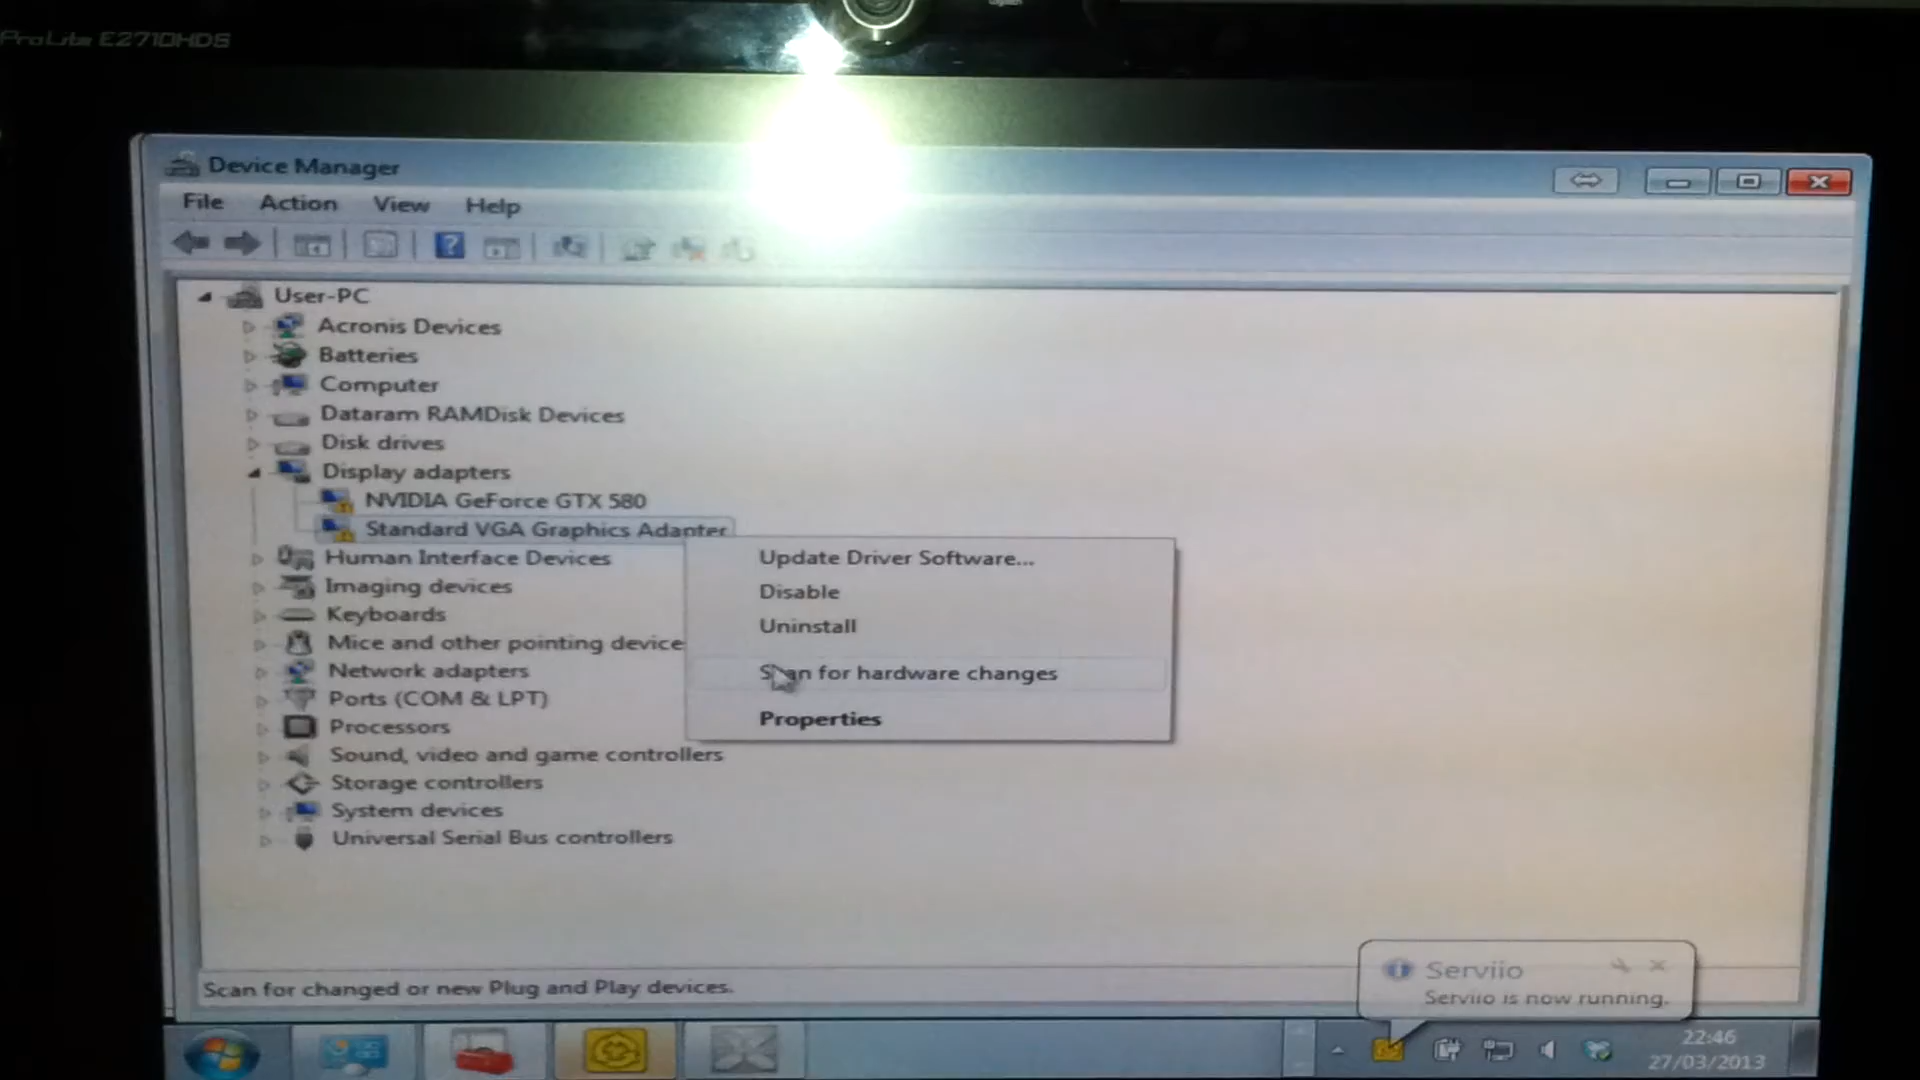 ProLite E2710HDS
Device Manager
File Action View Help
User-PC
Acronis Devices
Batteries
Computer
Dataram RAMDisk Devices
Disk drives
Display adapters
NVIDIA GeForce GTX 580
Standard VGA Graphics Adapter
Human Interface Devices
Imaging devices
Keyboards
Mice and other pointing device
Network adapters
Ports (COM & LPT)
Processors
Sound, video and game controllers
Storage controllers
System devices
Universal Serial Bus controllers
Update Driver Software...
Disable
Uninstall
Scan for hardware changes
Properties
Scan for changed or new Plug and Play devices.
Serviio
Serviio is now running.
22:46
27/03/2013